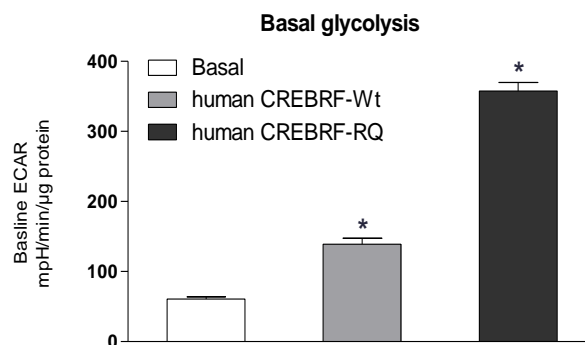 Basal glycolysis
Basline ECAR
mpH/min/µg protein
400
300
200
100
0
Basal
human CREBRF-Wt
human CREBRF-RQ
*
*